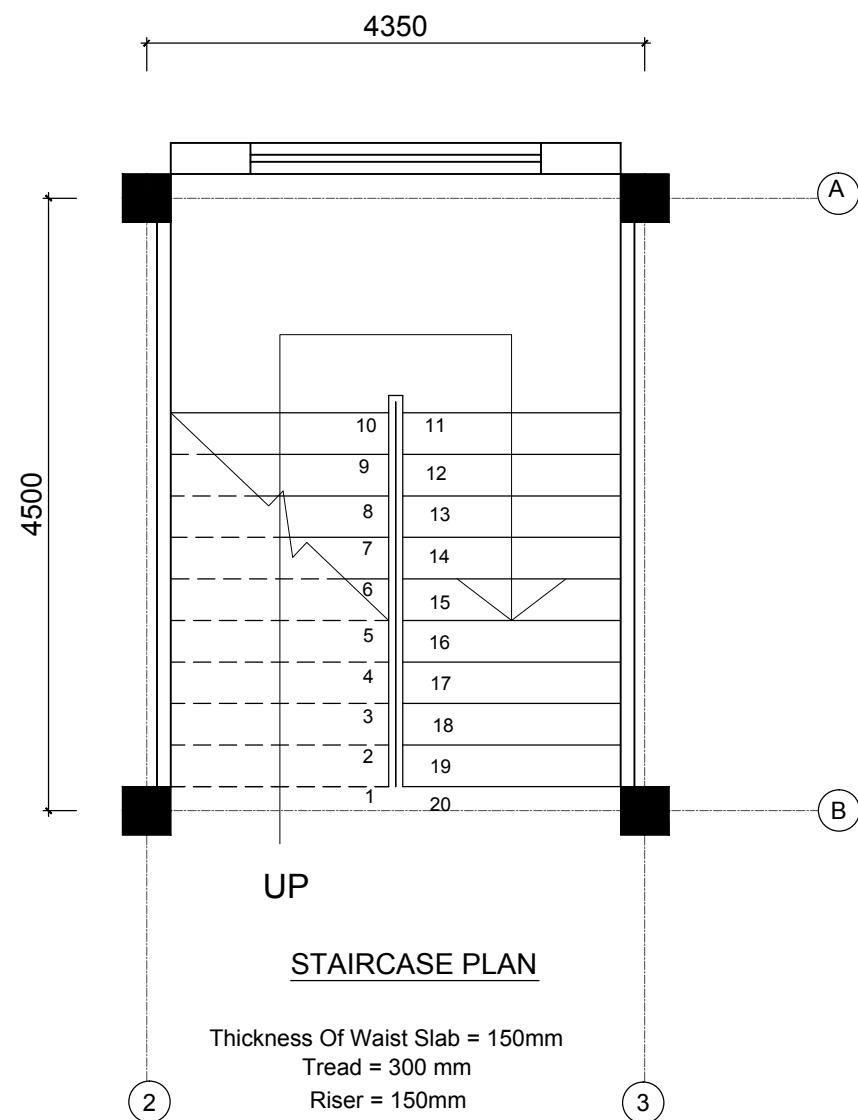 4350
A
4500
10 11
9 12
8 13
7 14
6 15
5 16
4 17
3 18
2 19
1 20
B
UP
STAIRCASE PLAN
Thickness Of Waist Slab = 150mm
Tread = 300 mm
Riser = 150mm
2 3